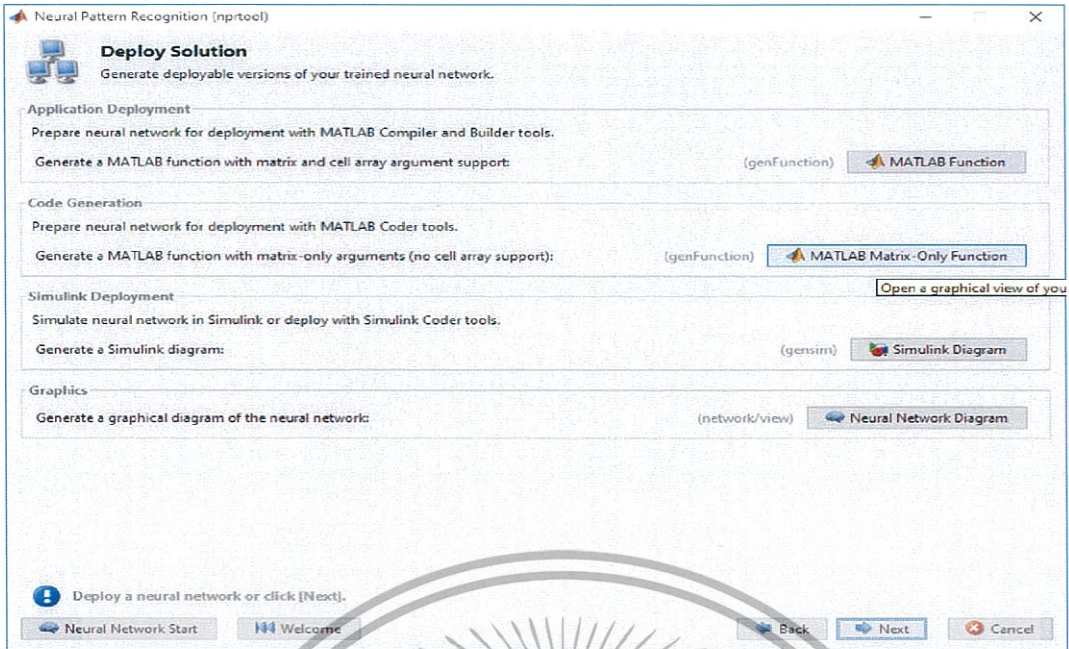 Neural Pattern Recognition (nprtool)
Deploy Solution
Generate deployable versions of your trained neural network.
Application Deployment
Prepare neural network for deployment with MATLAB Compiler and Builder tools.
Generate a MATLAB function with matrix and cell array argument support: (genFunction) MATLAB Function
Code Generation
Prepare neural network for deployment with MATLAB Coder tools.
Generate a MATLAB function with matrix-only arguments (no cell array support): (genFunction) MATLAB Matrix-Only Function
Open a graphical view of you
Simulink Deployment
Simulate neural network in Simulink or deploy with Simulink Coder tools.
Generate a Simulink diagram: (gensim) Simulink Diagram
Graphics
Generate a graphical diagram of the neural network: (network/view) Neural Network Diagram
Deploy a neural network or click [Next].
Neural Network Start Welcome Back Next Cancel